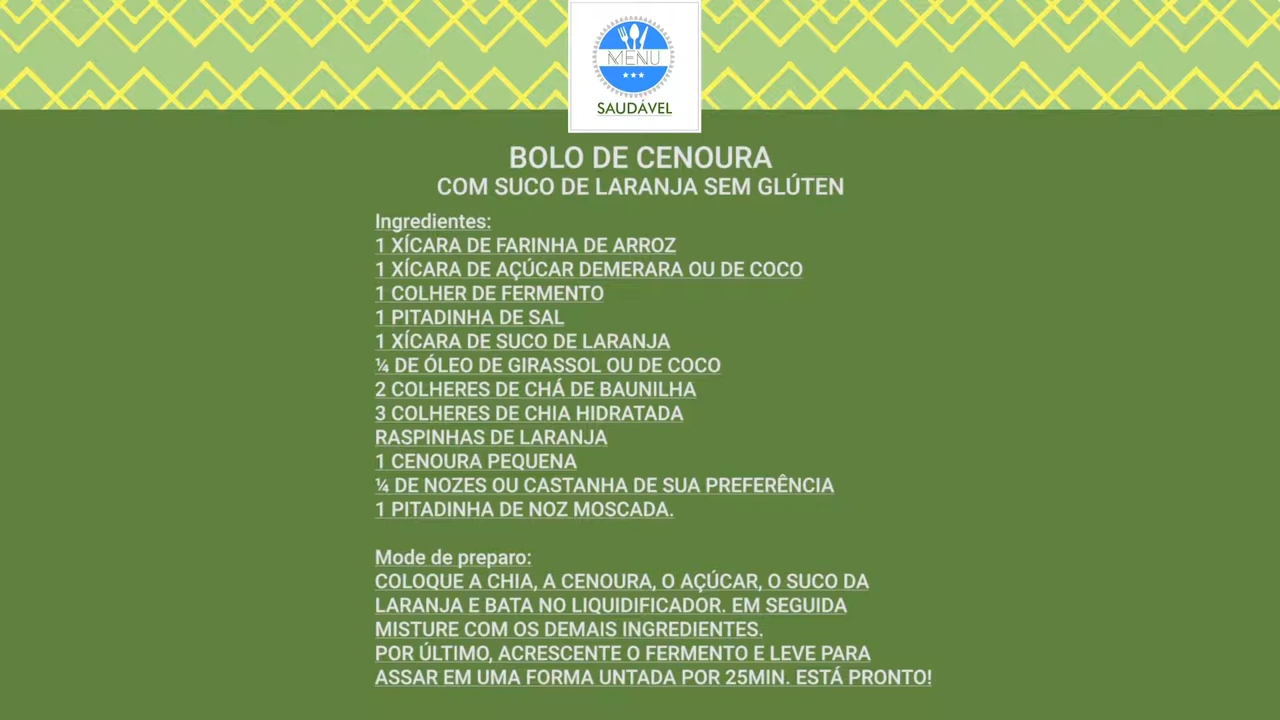 MENU
SAUDÁVEL
BOLO DE CENOURA
COM SUCO DE LARANJA SEM GLÚTEN
Ingredientes:
1 XÍCARA DE FARINHA DE ARROZ
1 XÍCARA DE AÇÚCAR DEMERARA OU DE COCO
1 COLHER DE FERMENTO
1 PITADINHA DE SAL
1 XÍCARA DE SUCO DE LARANJA
¼ DE ÓLEO DE GIRASSOL OU DE COCO
2 COLHERES DE CHÁ DE BAUNILHA
3 COLHERES DE CHIA HIDRATADA
RASPINHAS DE LARANJA
1 CENOURA PEQUENA
¼ DE NOZES OU CASTANHA DE SUA PREFERÊNCIA
1 PITADINHA DE NOZ MOSCADA.
Mode de preparo:
COLOQUE A CHIA, A CENOURA, O AÇÚCAR, O SUCO DA
LARANJA E BATA NO LIQUIDIFICADOR. EM SEGUIDA
MISTURE COM OS DEMAIS INGREDIENTES.
POR ÚLTIMO, ACRESCENTE O FERMENTO E LEVE PARA
ASSAR EM UMA FORMA UNTADA POR 25MIN. ESTÁ PRONTO!